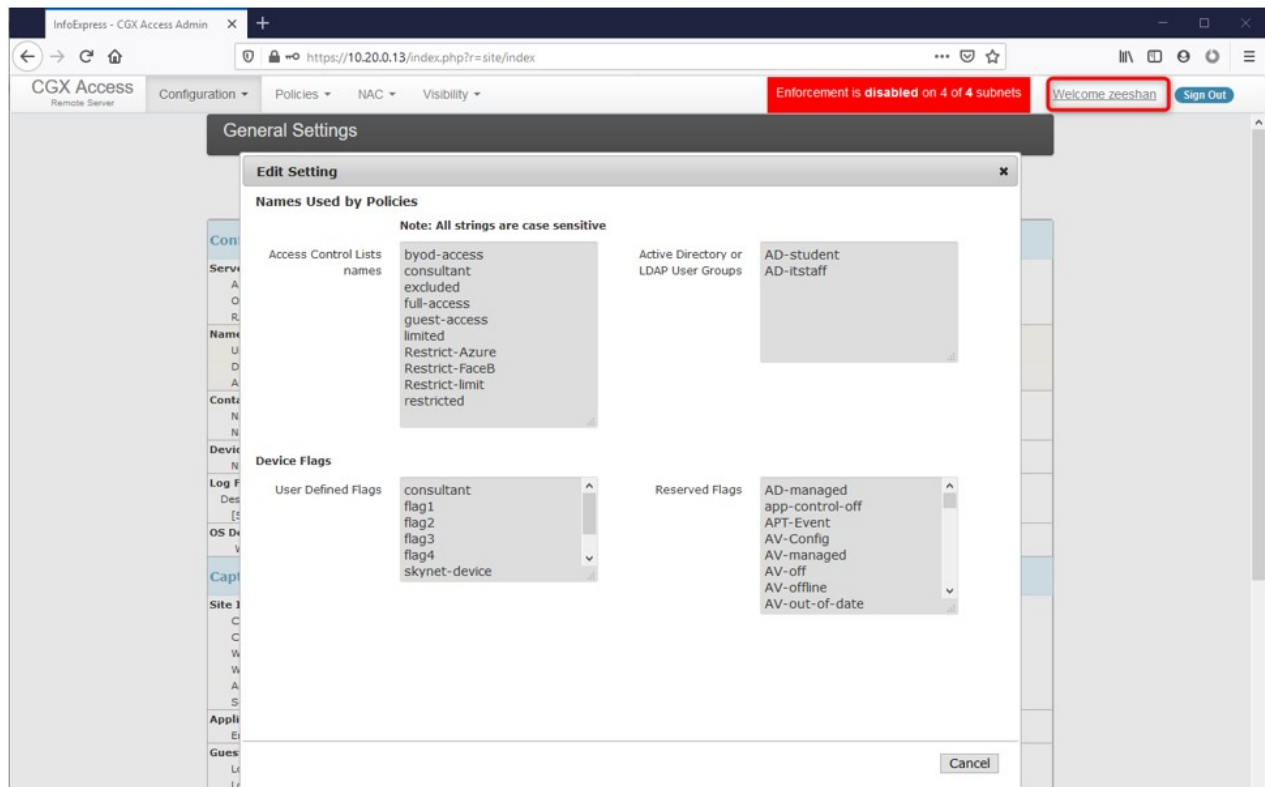 InfoExpress - CGX Access Admin
https://10.20.0.13/index.php?r=site/index
CGX Access
Remote Server
Configuration
Policies
NAC
Visibility
Enforcement is disabled on 4 of 4 subnets
Welcome zeeshan
Sign Out
General Settings
Edit Setting
Names Used by Policies
Note: All strings are case sensitive
Access Control Lists names
byod-access
consultant
excluded
full-access
guest-access
limited
Restrict-Azure
Restrict-FaceB
Restrict-limit
restricted
Active Directory or LDAP User Groups
AD-student
AD-itstaff
Device Flags
User Defined Flags
consultant
flag1
flag2
flag3
flag4
skynet-device
Reserved Flags
AD-managed
app-control-off
APT-Event
AV-Config
AV-managed
AV-off
AV-offline
AV-out-of-date
Cancel